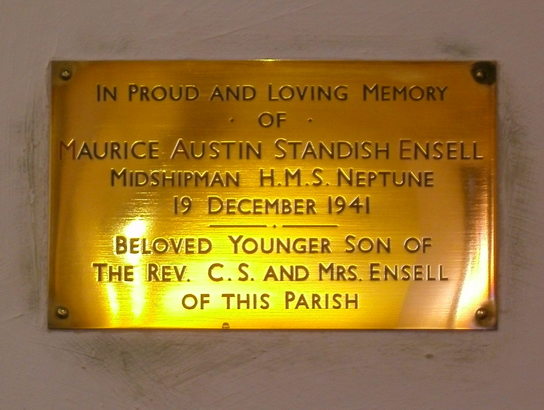 In Proud and Loving Memory
· of ·
Maurice Austin Standish Ensell
Midshipman H.M.S. Neptune
19 December 1941
Beloved Younger Son of
The Rev. C.S. and Mrs. Ensell
of this Parish